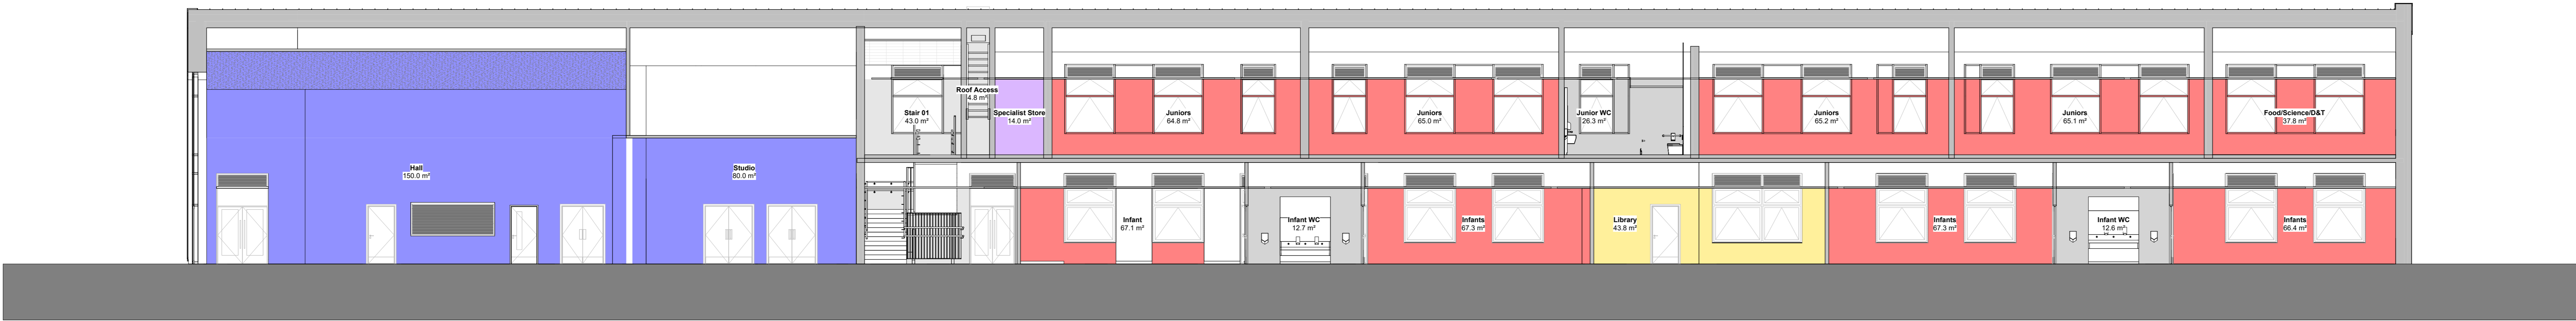 Roof Access
4.8 m²
Stair 01
43.0 m²
Specialist Store
14.0 m²
Juniors
64.8 m²
Juniors
65.0 m²
Junior WC
26.3 m²
Juniors
65.2 m²
Juniors
65.1 m²
Food/Science/D&T
37.8 m²
Hall
150.0 m²
Studio
80.0 m²
Infant
67.1 m²
Infant WC
12.7 m²
Infants
67.3 m²
Library
43.8 m²
Infants
67.3 m²
Infant WC
12.6 m²
Infants
66.4 m²